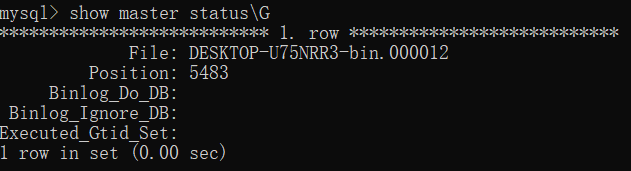 mysql> show master status\G
*************************** 1. row ***************************
File: DESKTOP-U75NRR3-bin.000012
Position: 5483
Binlog_Do_DB:
Binlog_Ignore_DB:
Executed_Gtid_Set:
1 row in set (0.00 sec)